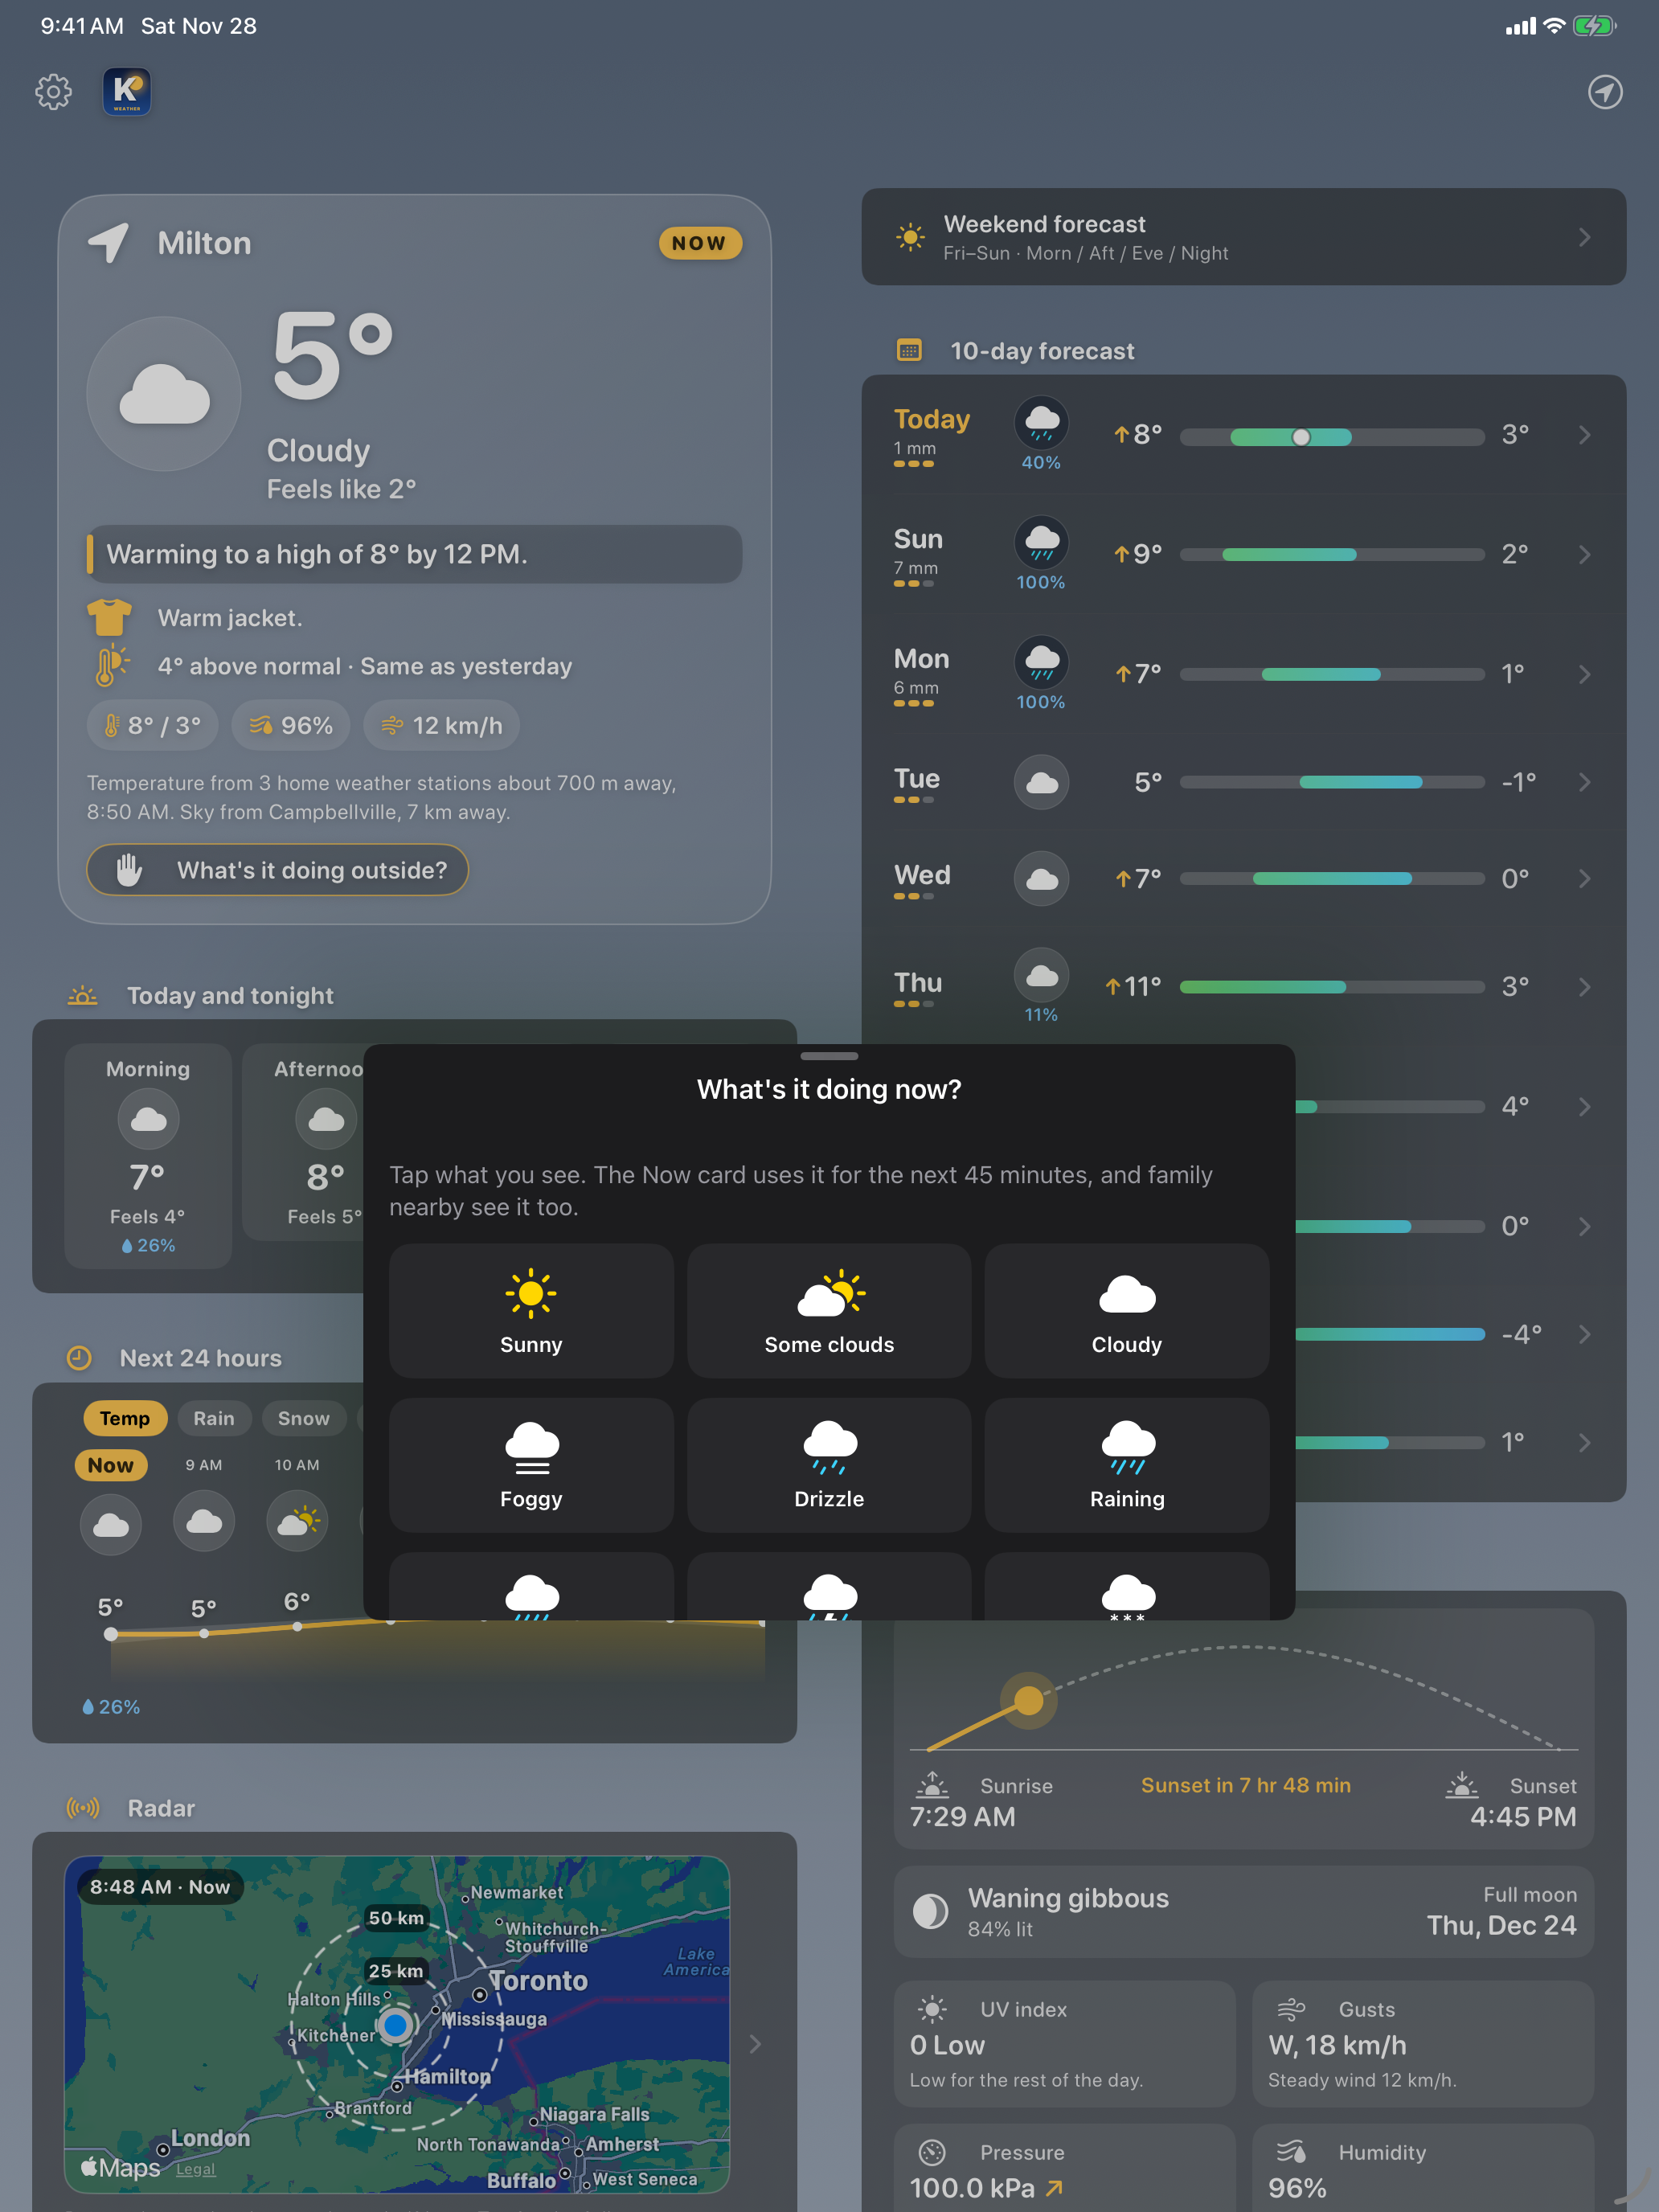 9:41 AM Sat Nov 28
K
WEATHER
Milton
NOW
5°
Cloudy
Feels like 2°
Warming to a high of 8° by 12 PM.
Warm jacket.
4° above normal · Same as yesterday
8° / 3°
96%
12 km/h
Temperature from 3 home weather stations about 700 m away,
8:50 AM. Sky from Campbellville, 7 km away.
What's it doing outside?
Today and tonight
Morning
7°
Feels 4°
26%
Afternoo
8°
Feels 5°
Next 24 hours
Temp
Rain
Snow
Now
9 AM
10 AM
5°
5°
6°
26%
Radar
8:48 AM · Now
50 km
25 km
Newmarket
Whitchurch-
Stouffville
Lake
America
Toronto
Halton Hills
Mississauga
Kitchener
Hamilton
Brantford
Niagara Falls
London
North Tonawanda
Amherst
Buffalo
West Seneca
Maps
Legal
Weekend forecast
Fri–Sun · Morn / Aft / Eve / Night
10-day forecast
Today
1 mm
40%
8°
3°
Sun
7 mm
100%
9°
2°
Mon
6 mm
100%
7°
1°
Tue
5°
-1°
Wed
7°
0°
Thu
11%
11°
3°
4°
0°
-4°
1°
What's it doing now?
Tap what you see. The Now card uses it for the next 45 minutes, and family
nearby see it too.
Sunny
Some clouds
Cloudy
Foggy
Drizzle
Raining
Sunrise
7:29 AM
Sunset in 7 hr 48 min
Sunset
4:45 PM
Waning gibbous
84% lit
Full moon
Thu, Dec 24
UV index
0 Low
Low for the rest of the day.
Gusts
W, 18 km/h
Steady wind 12 km/h.
Pressure
100.0 kPa
Humidity
96%